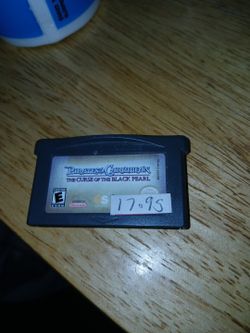 PIRATES of the CARIBBEAN
THE CURSE OF THE BLACK PEARL
E
17.95